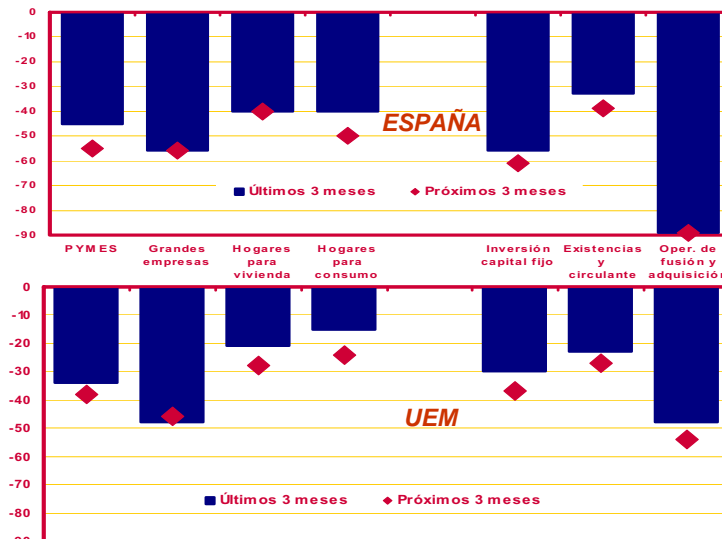 0
-10
-20
-30
-40
-50
-60
-70
-80
-90
ESPAÑA
Últimos 3 meses Próximos 3 meses
PYMES Grandes Hogares Hogares Inversión Existencias Oper. de
empresas para para capital fijo y fusión y
vivienda consumo circulante adquisición
0
-10
-20
-30
-40
-50
-60
-70
-80
UEM
Últimos 3 meses Próximos 3 meses